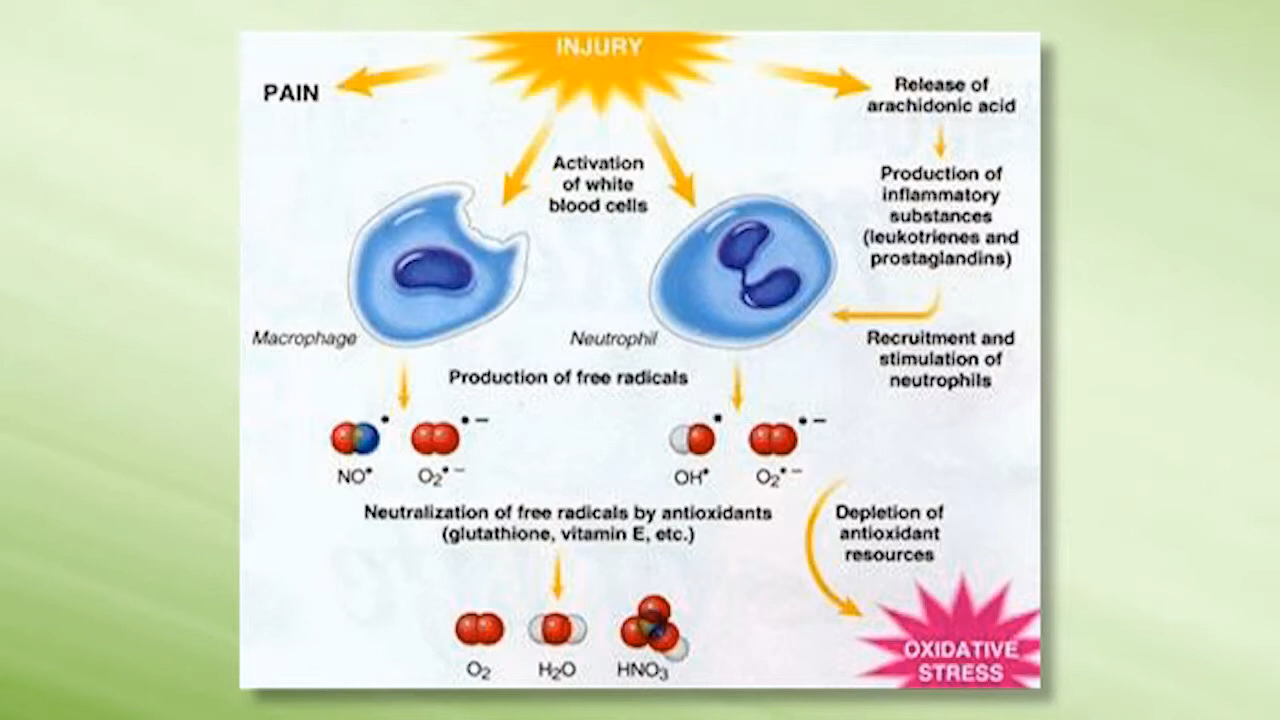 INJURY
PAIN
Release of
arachidonic acid
Activation
of white
blood cells
Production of
inflammatory
substances
(leukotrienes and
prostaglandins)
Macrophage
Neutrophil
Recruitment and
stimulation of
neutrophils
Production of free radicals
• • – • • –
NO• O₂•– OH• O₂•–
Neutralization of free radicals by antioxidants
(glutathione, vitamin E, etc.)
Depletion of
antioxidant
resources
O₂ H₂O HNO₃
OXIDATIVE
STRESS